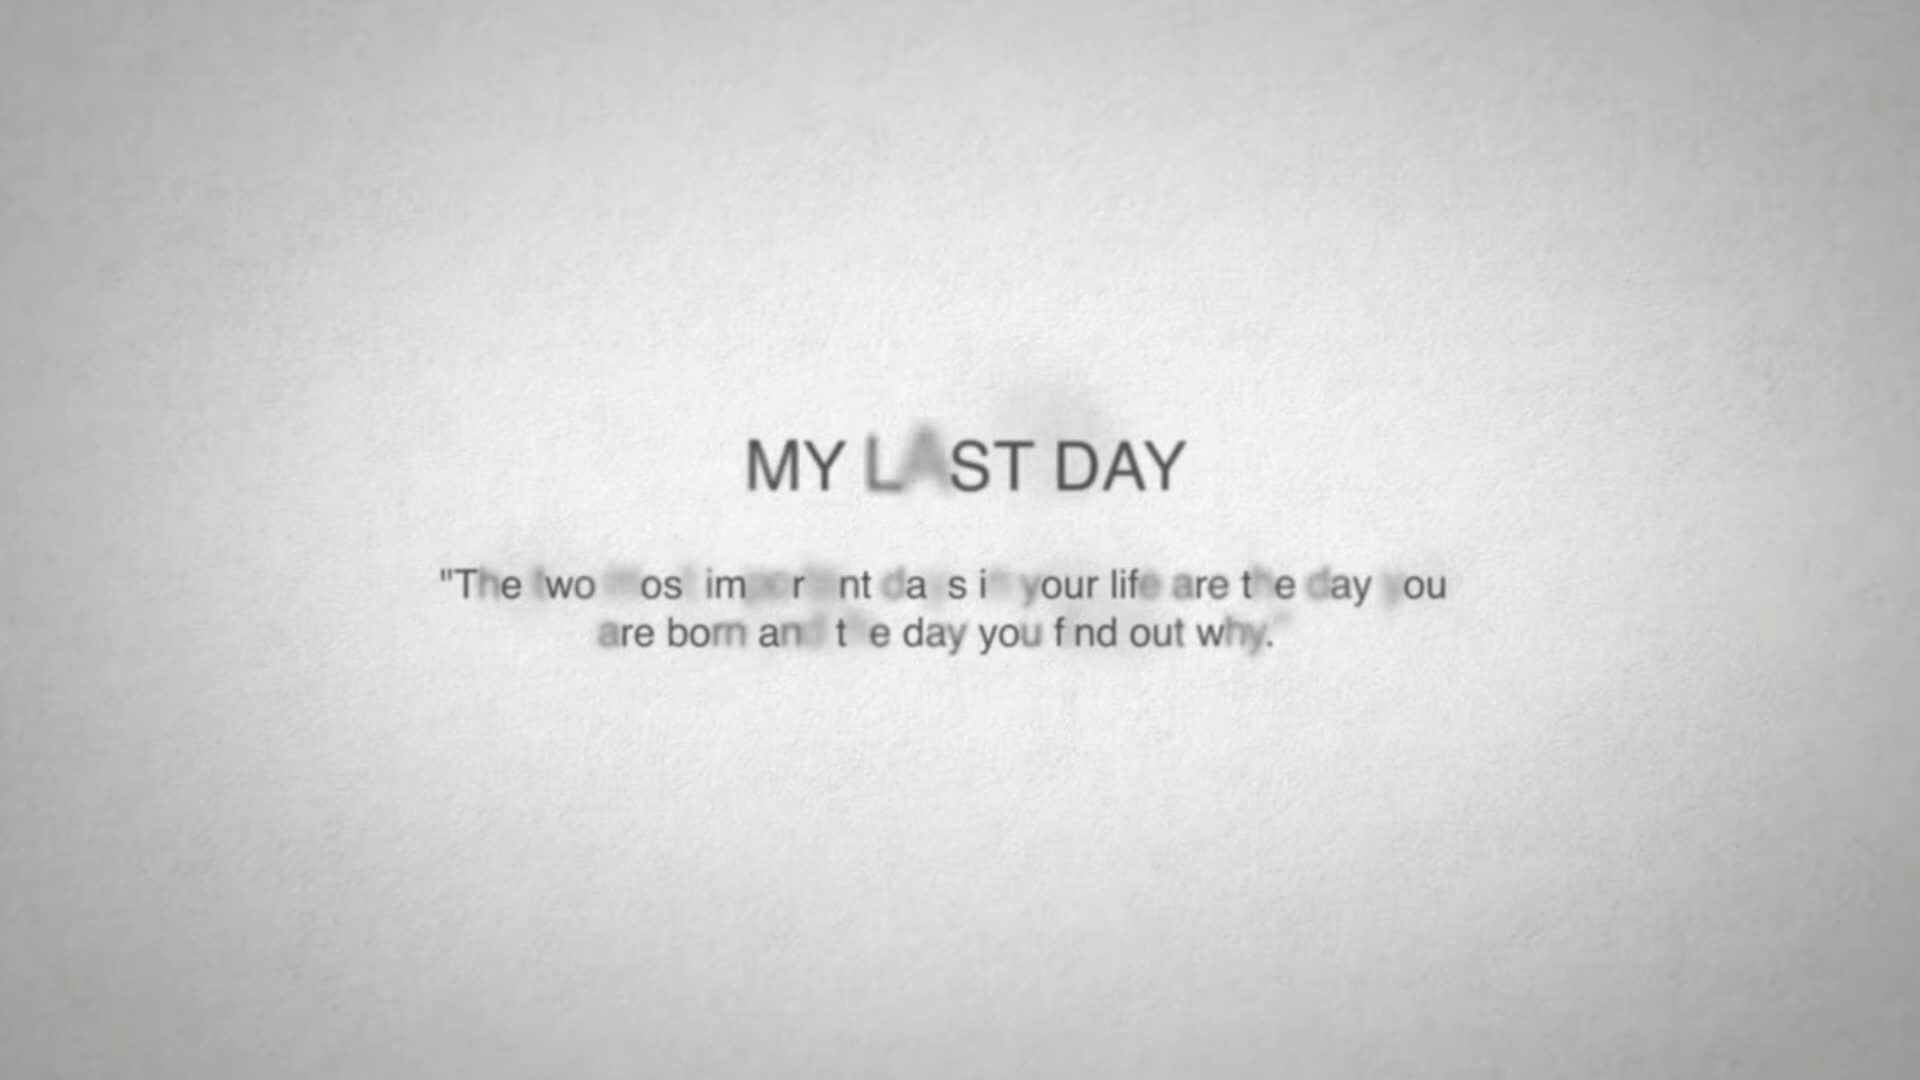 MY LAST DAY
"The two most important days in your life are the day you
are born and the day you find out why."